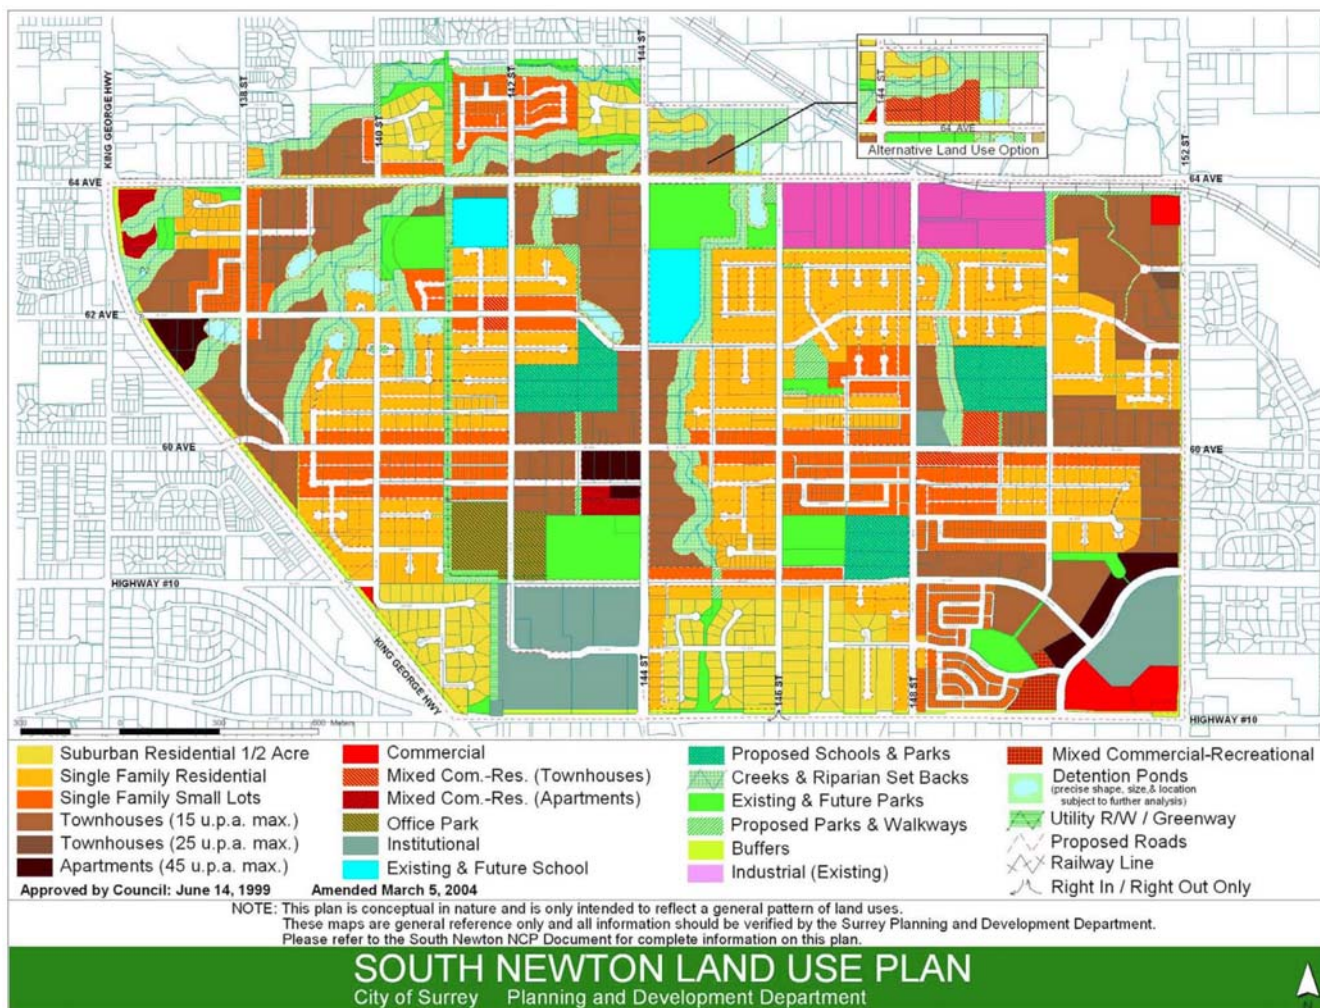 144 ST
142 ST
138 ST
140 ST
KING GEORGE HWY
152 ST
144 ST
64 AVE
Alternative Land Use Option
64 AVE
64 AVE
62 AVE
60 AVE
60 AVE
HIGHWAY #10
KING GEORGE HWY
144 ST
146 ST
148 ST
HIGHWAY #10
300 0 300 600 Meters
Suburban Residential 1/2 Acre
Single Family Residential
Single Family Small Lots
Townhouses (15 u.p.a. max.)
Townhouses (25 u.p.a. max.)
Apartments (45 u.p.a. max.)
Commercial
Mixed Com.-Res. (Townhouses)
Mixed Com.-Res. (Apartments)
Office Park
Institutional
Existing & Future School
Proposed Schools & Parks
Creeks & Riparian Set Backs
Existing & Future Parks
Proposed Parks & Walkways
Buffers
Industrial (Existing)
Mixed Commercial-Recreational
Detention Ponds
(precise shape, size,& location
subject to further analysis)
Utility R/W / Greenway
Proposed Roads
Railway Line
Right In / Right Out Only
Approved by Council: June 14, 1999 Amended March 5, 2004
NOTE: This plan is conceptual in nature and is only intended to reflect a general pattern of land uses.
These maps are general reference only and all information should be verified by the Surrey Planning and Development Department.
Please refer to the South Newton NCP Document for complete information on this plan.
SOUTH NEWTON LAND USE PLAN
City of Surrey Planning and Development Department
N